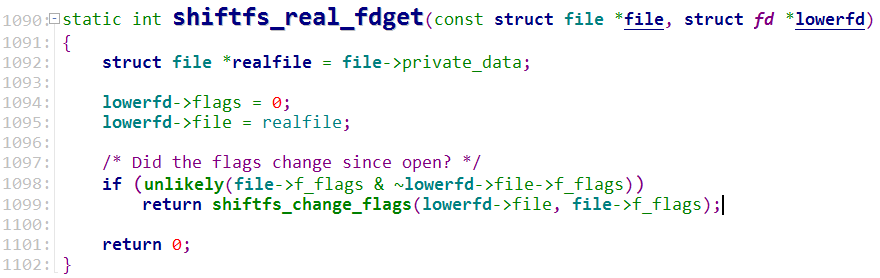 1090: static int shiftfs_real_fdget(const struct file *file, struct fd *lowerfd)
1091: {
1092:     struct file *realfile = file->private_data;
1093:
1094:     lowerfd->flags = 0;
1095:     lowerfd->file = realfile;
1096:
1097:     /* Did the flags change since open? */
1098:     if (unlikely(file->f_flags & ~lowerfd->file->f_flags))
1099:         return shiftfs_change_flags(lowerfd->file, file->f_flags);
1100:
1101:     return 0;
1102: }